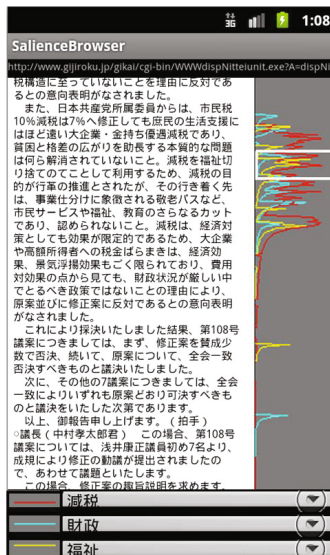 3G 1:08
SalienceBrowser
http://www.gijiroku.jp/gikai/cgi-bin/WWWdispNitteiunit.exe?A=dispNi
税構造に至っていないことを理由に反対であ
るとの意向表明がなされました。
また、日本共産党所属委員からは、市民税
10%減税は7%へ修正しても庶民の生活支援に
はほど遠い大企業・金持ち優遇減税であり、
貧困と格差の広がりを助長する本質的な問題
は何ら解消されていないこと。減税を福祉切
り捨てのてことして利用するため、減税の目
的が行革の推進とされたが、その行き着く先
は、事業仕分けに象徴される敬老パスなど、
市民サービスや福祉、教育のさらなるカット
であり、認められないこと。減税は、経済対
策としても効果が限定的であるため、大企業
や高額所得者への税金ばらまきは、経済効
果、景気浮揚効果もごく限られており、費用
対効果の点から見ても、財政状況が厳しい中
でとるべき政策ではないことの理由により、
原案並びに修正案に反対であるとの意向表明
がなされました。
これにより採決いたしました結果、第108号
議案につきましては、まず、修正案を賛成少
数で否決、続いて、原案について、全会一致
否決すべきものと議決いたしました。
次に、その他の7議案につきましては、全会
一致によりいずれも原案どおり可決すべきも
のと議決をいたした次第であります。
以上、御報告申し上げます。（拍手）
○議長（中村孝太郎君） この場合、第108号
議案については、浅井康正議員初め7名より、
成規により修正の動議が提出されましたの
で、あわせて議題といたします。
この場合、修正案の趣旨説明を求めます。
減税
財政
福祉